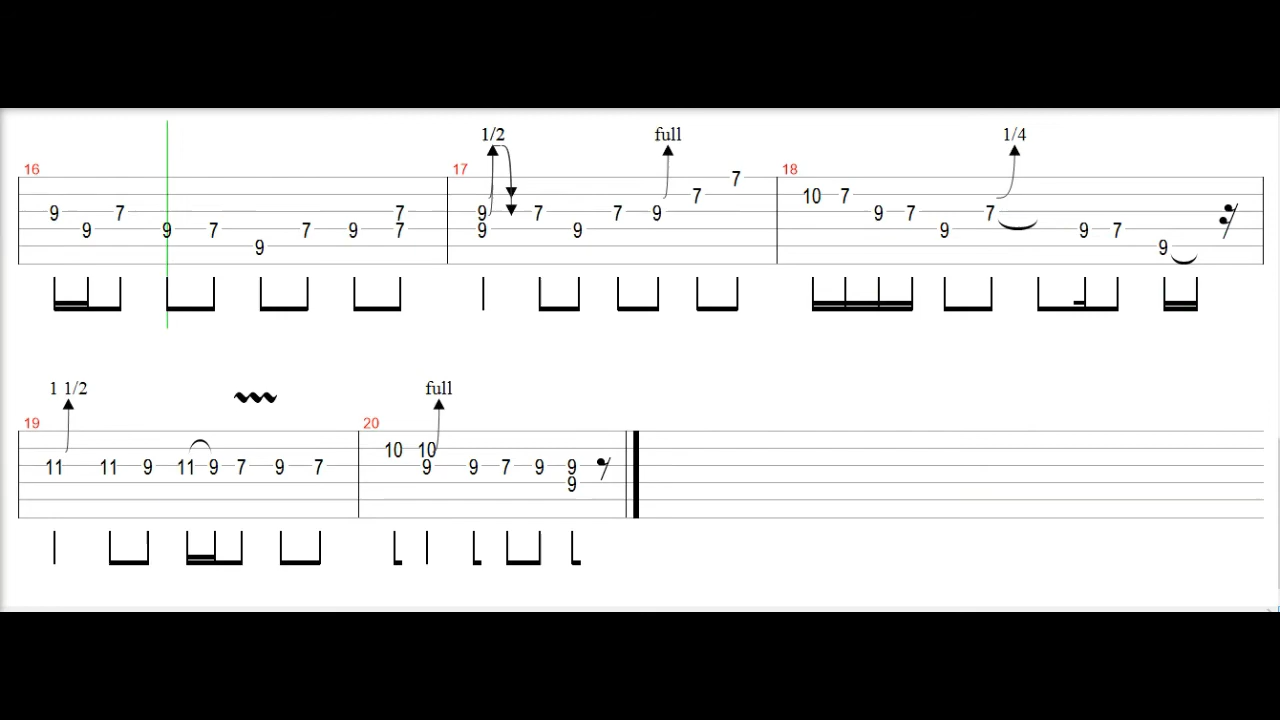 1/2 full 1/4
16 17 18
7
10 7 7
9 7 7 9 7 7 9 9 7 7
9 9 7 7 9 7 9 9 9 9 7
9 9
1 1/2 full
19 20
10 10
11 11 9 11 9 7 9 7 9 9 7 9 9
9